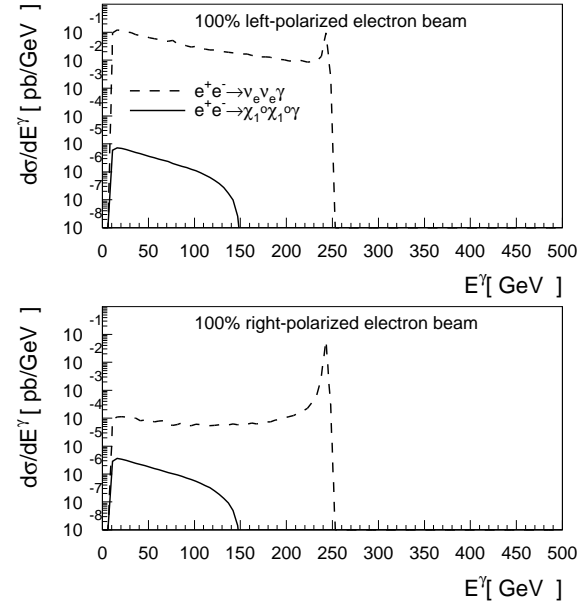 100% left-polarized electron beam
10 -1
10 -2
10 -3
10 -4
10 -5
10 -6
10 -7
10 -8
dσ/dE^γ [ pb/GeV ]
e⁺e⁻→ν_eν_eγ
e⁺e⁻→χ₁⁰χ₁⁰γ
0 50 100 150 200 250 300 350 400 450 500
E^γ[ GeV ]
100% right-polarized electron beam
10 -1
10 -2
10 -3
10 -4
10 -5
10 -6
10 -7
10 -8
dσ/dE^γ [ pb/GeV ]
0 50 100 150 200 250 300 350 400 450 500
E^γ[ GeV ]